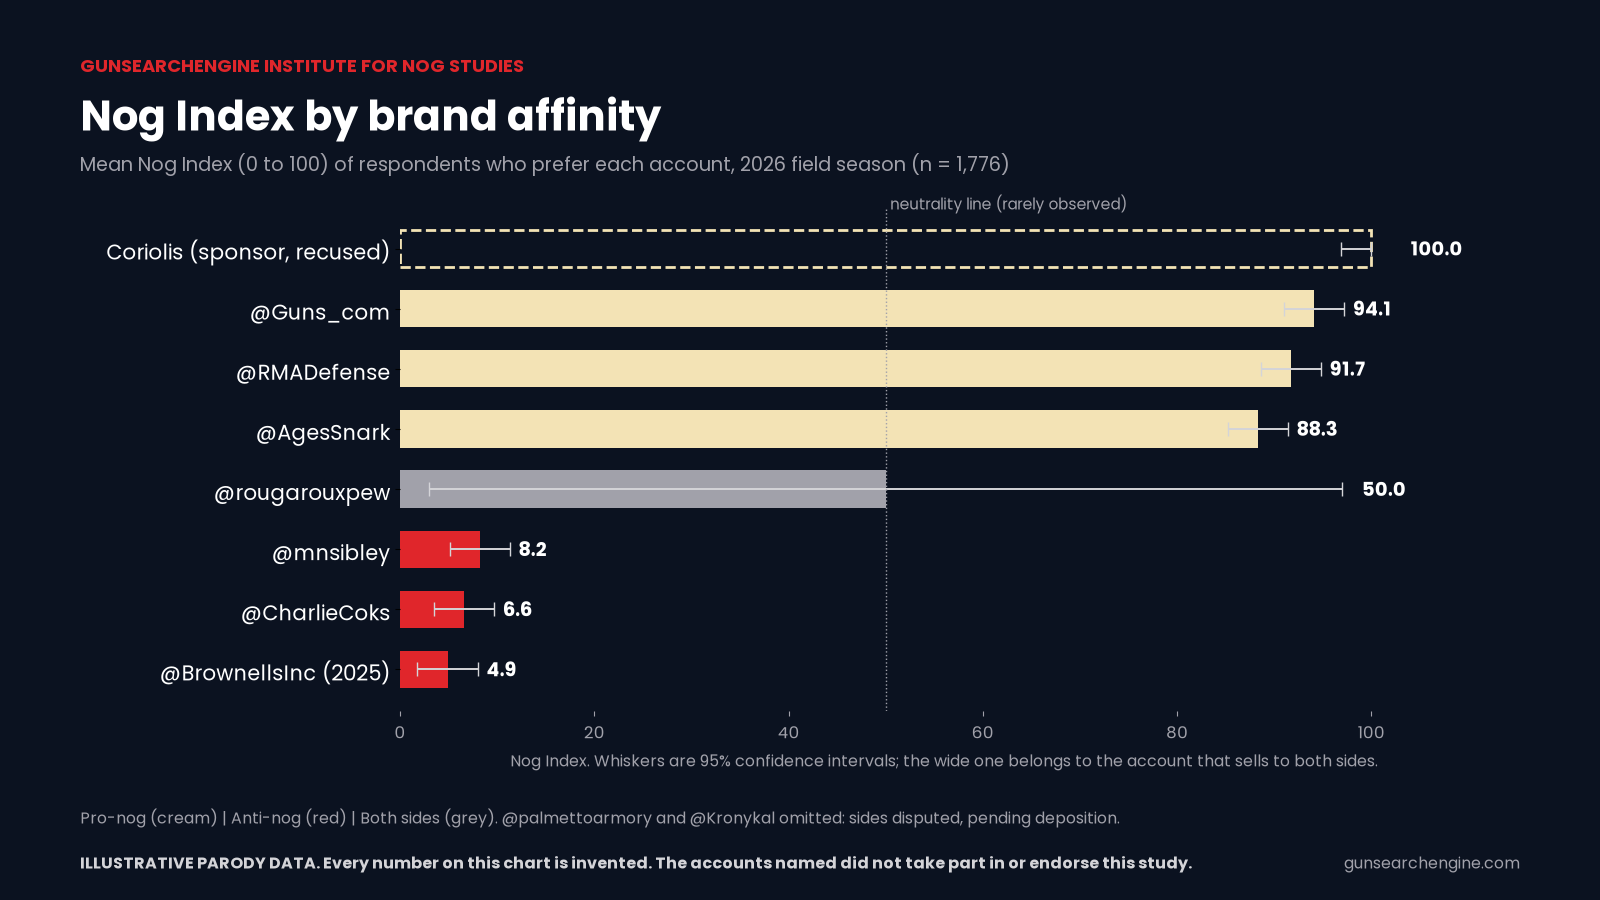 GUNSEARCHENGINE INSTITUTE FOR NOG STUDIES
Nog Index by brand affinity
Mean Nog Index (0 to 100) of respondents who prefer each account, 2026 field season (n = 1,776)
neutrality line (rarely observed)
Coriolis (sponsor, recused) 100.0
@Guns_com 94.1
@RMADefense 91.7
@AgesSnark 88.3
@rougarouxpew 50.0
@mnsibley 8.2
@CharlieCoks 6.6
@BrownellsInc (2025) 4.9
0 20 40 60 80 100
Nog Index. Whiskers are 95% confidence intervals; the wide one belongs to the account that sells to both sides.
Pro-nog (cream) | Anti-nog (red) | Both sides (grey). @palmettoarmory and @Kronykal omitted: sides disputed, pending deposition.
ILLUSTRATIVE PARODY DATA. Every number on this chart is invented. The accounts named did not take part in or endorse this study. gunsearchengine.com